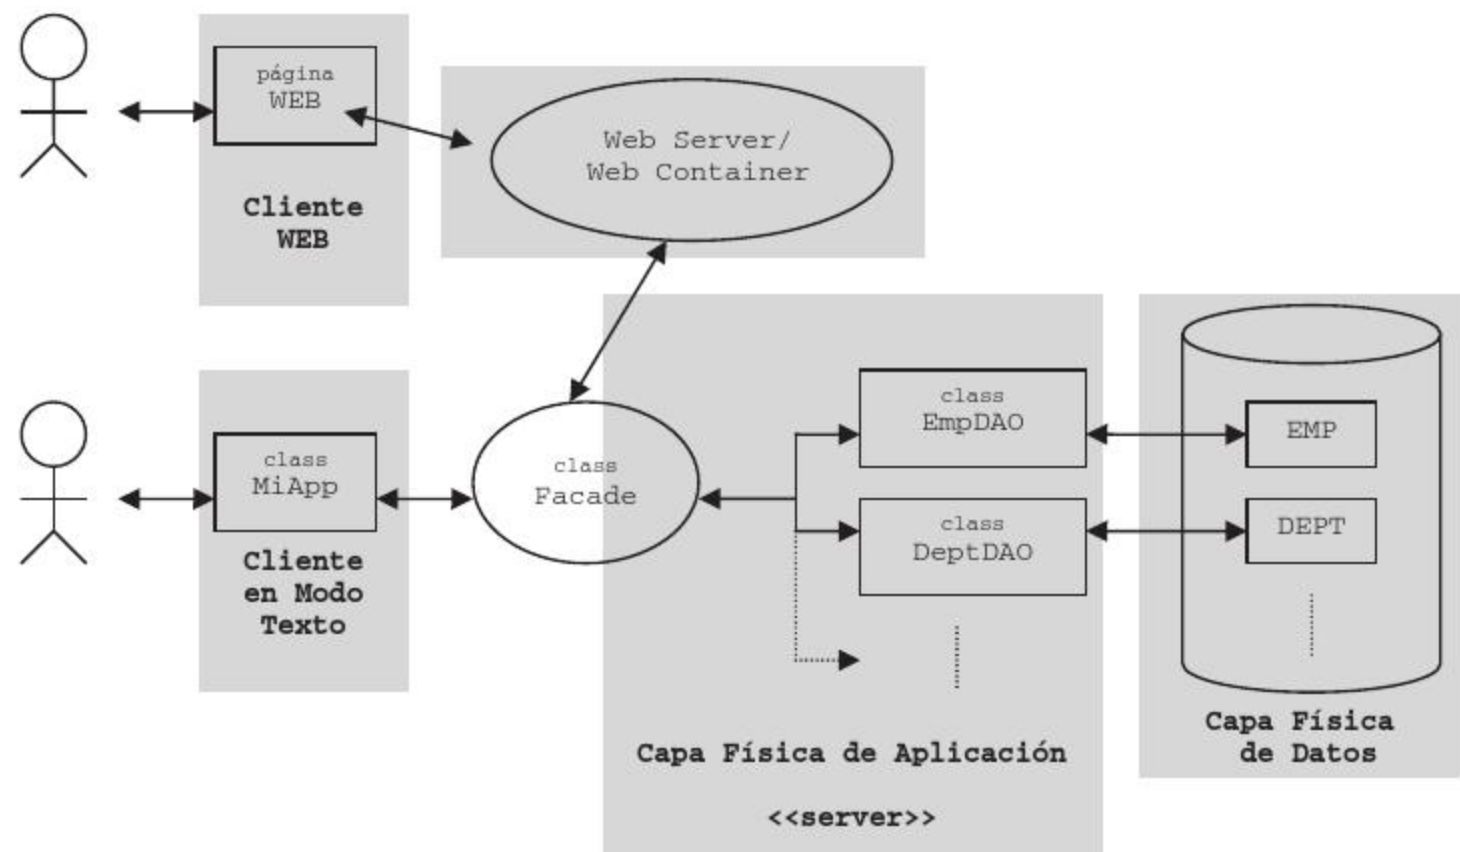 página
WEB
Cliente
WEB
Web Server/
Web Container
class
MiApp
Cliente
en Modo
Texto
class
Facade
class
EmpDAO
class
DeptDAO
Capa Física de Aplicación
<<server>>
EMP
DEPT
Capa Física
de Datos